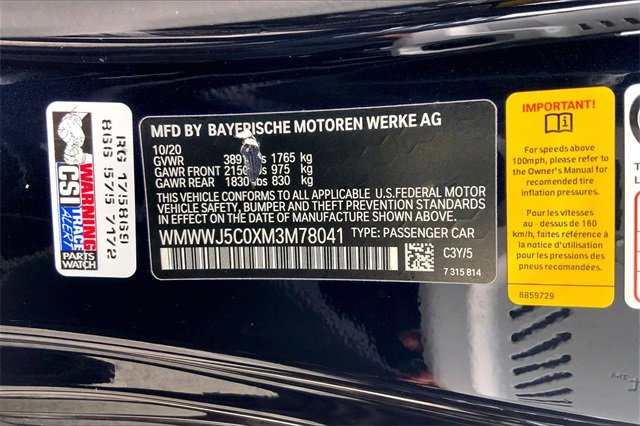 WARNING
CSI TRACE
ALERT
PARTS WATCH
RG 175869
866 575 7172
MFD BY BAYERISCHE MOTOREN WERKE AG
10/20
GVWR 1765 kg
GAWR FRONT 975 kg
GAWR REAR 1830 lbs 830 kg
THIS VEHICLE CONFORMS TO ALL APPLICABLE U.S.FEDERAL MOTOR
VEHICLE SAFETY, BUMPER AND THEFT PREVENTION STANDARDS
IN EFFECT ON THE DATE OF MANUFACTURE SHOWN ABOVE.
WMWWJ5C0XM3M78041 TYPE: PASSENGER CAR
C3Y/5
7 315 814
IMPORTANT!
For speeds above
100mph, please refer to
the Owner's Manual for
recommended tire
inflation pressures.
Pour les vitesses
au - dessus de 160
km/h, faites référence à
votre notice
d'utilisation pour les
pressions de pneu
recommandées.
6859729